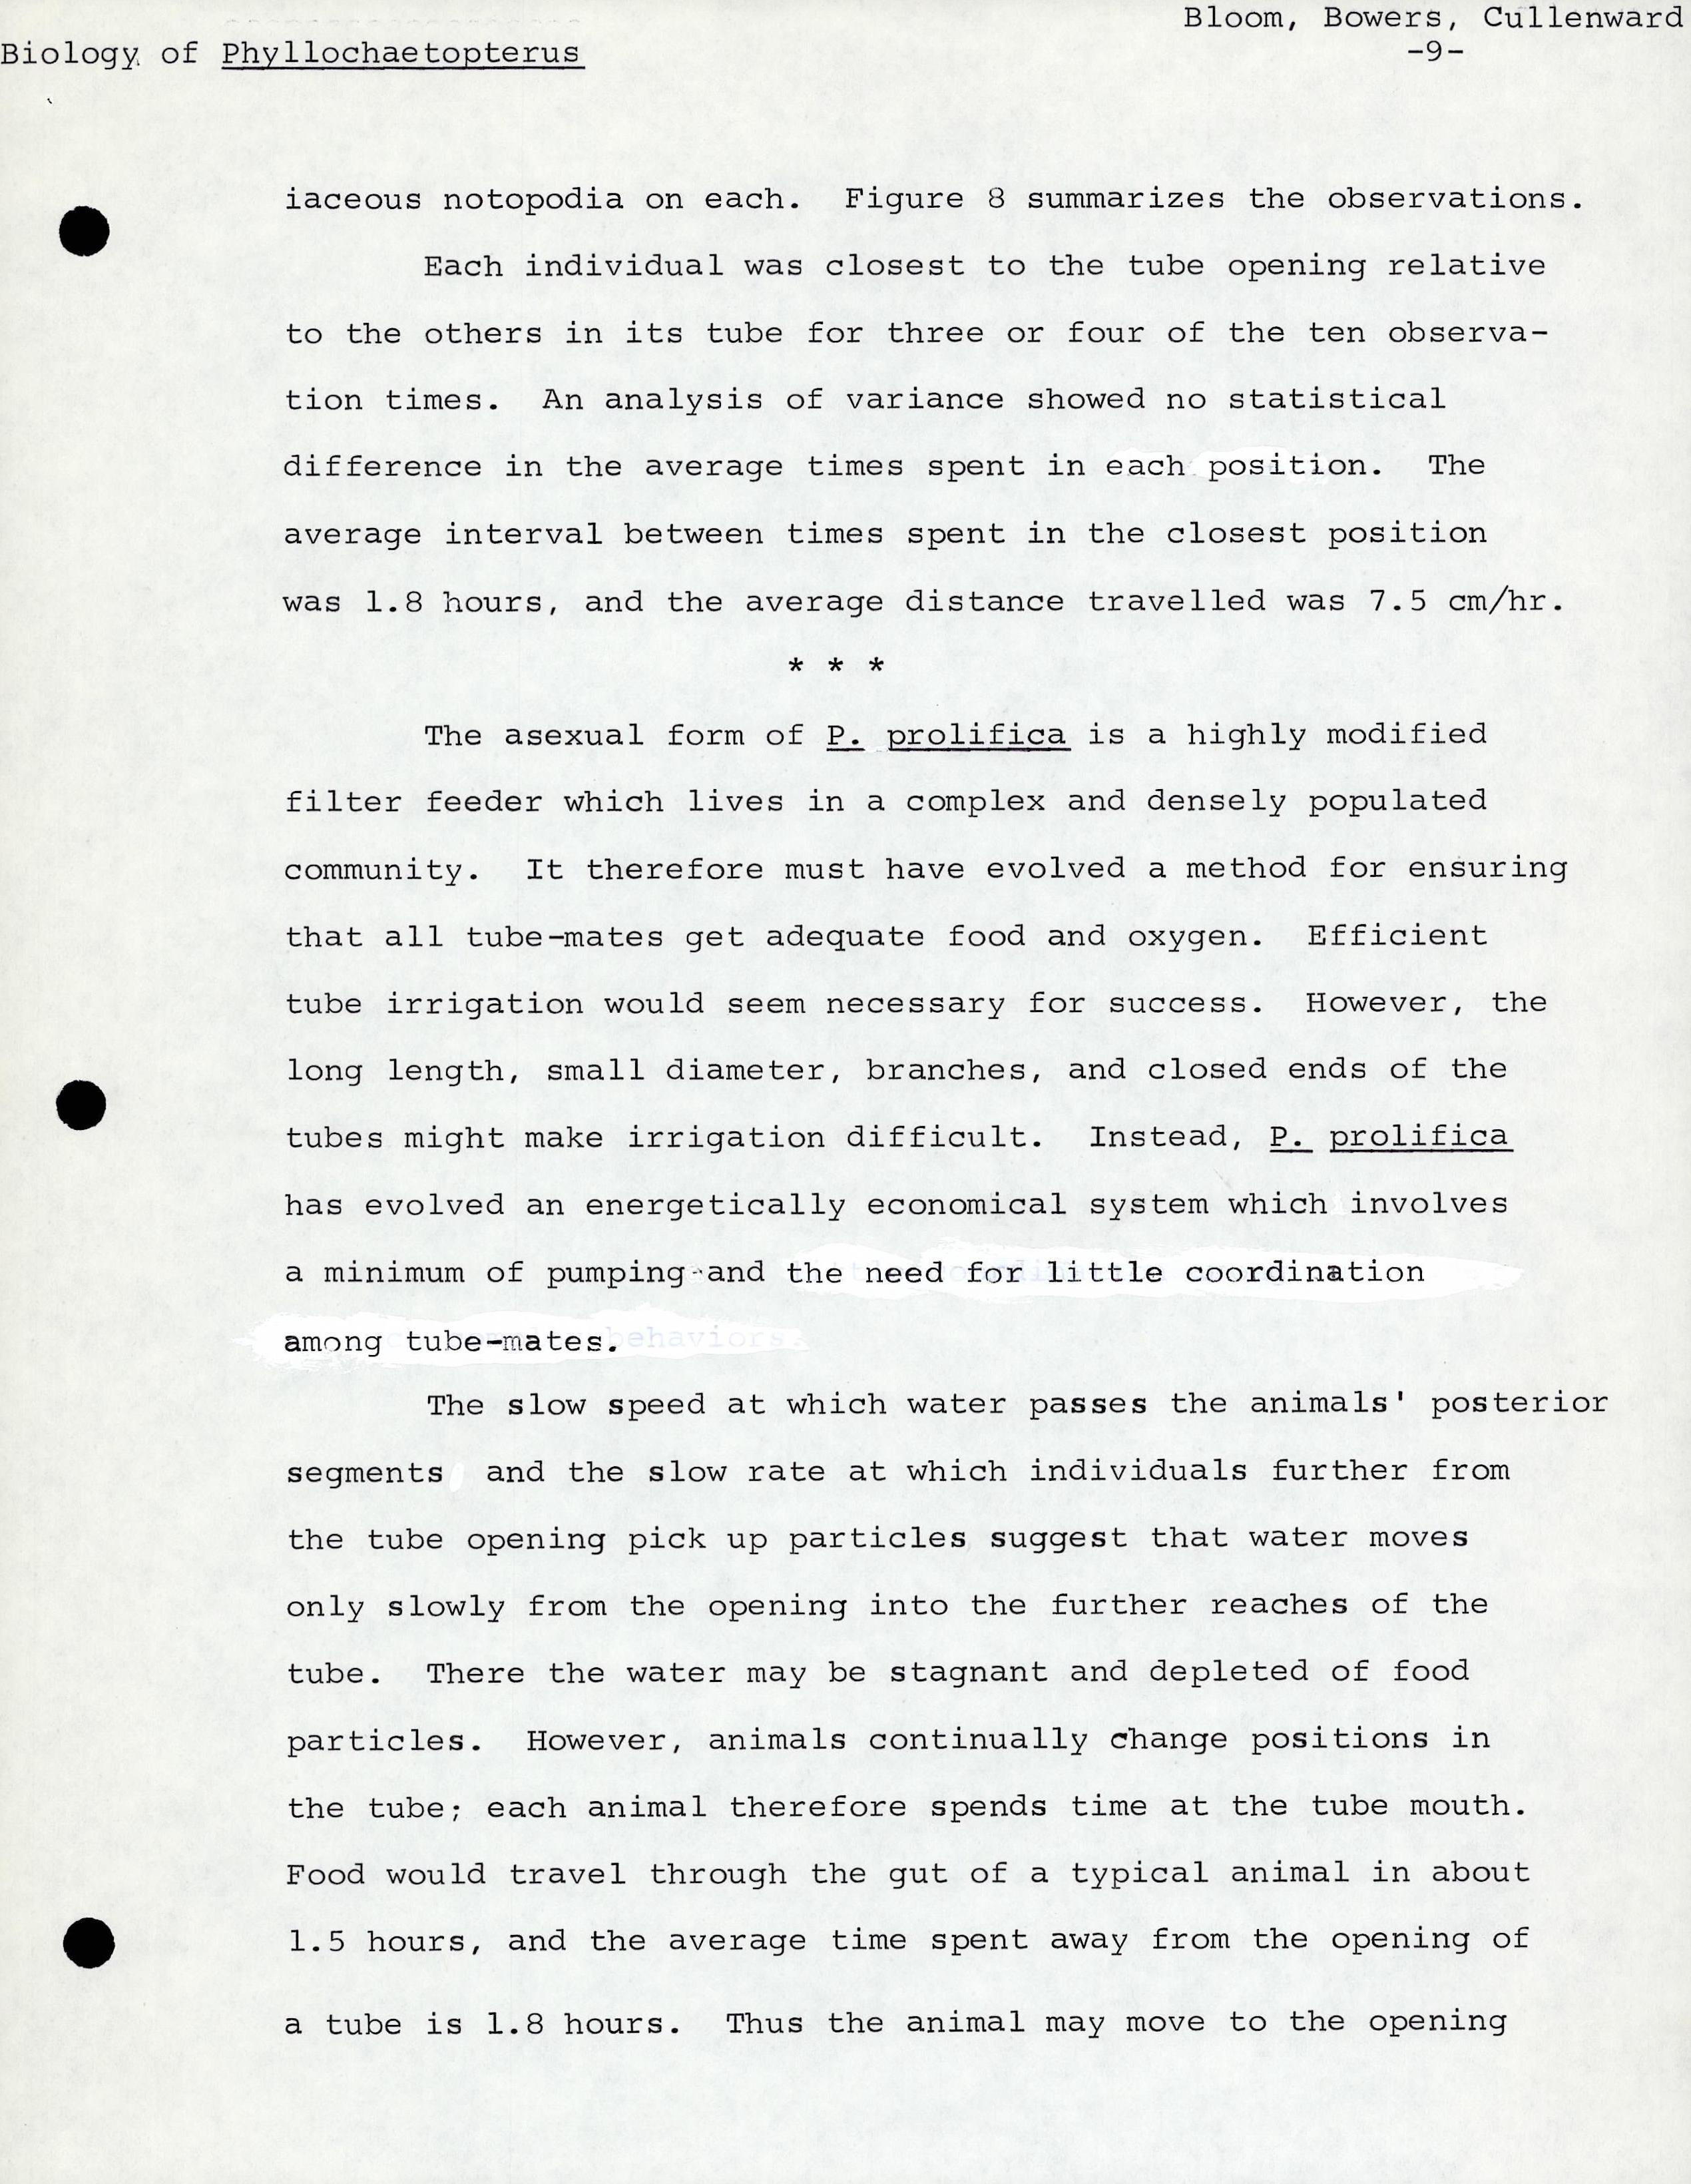 Bloom, Bowers, Cullenward
Biology of Phyllochaetopterus
-9-
iaceous notopodia on each. Figure 8 summarizes the observations.
Each individual was closest to the tube opening relative
to the others in its tube for three or four of the ten observa-
tion times. An analysis of variance showed no statistical
difference in the average times spent in each position. The
average interval between times spent in the closest position
was 1.8 hours, and the average distance travelled was 7.5 cm/hr.
* * *
The asexual form of P. prolifica is a highly modified
filter feeder which lives in a complex and densely populated
community. It therefore must have evolved a method for ensuring
that all tube-mates get adequate food and oxygen. Efficient
tube irrigation would seem necessary for success. However, the
long length, small diameter, branches, and closed ends of the
tubes might make irrigation difficult. Instead, P. prolifica
has evolved an energetically economical system which involves
a minimum of pumping and the need for little coordination
among tube-mates.
The slow speed at which water passes the animals' posterior
segments and the slow rate at which individuals further from
the tube opening pick up particles suggest that water moves
only slowly from the opening into the further reaches of the
tube. There the water may be stagnant and depleted of food
particles. However, animals continually change positions in
the tube; each animal therefore spends time at the tube mouth.
Food would travel through the gut of a typical animal in about
1.5 hours, and the average time spent away from the opening of
a tube is 1.8 hours. Thus the animal may move to the opening